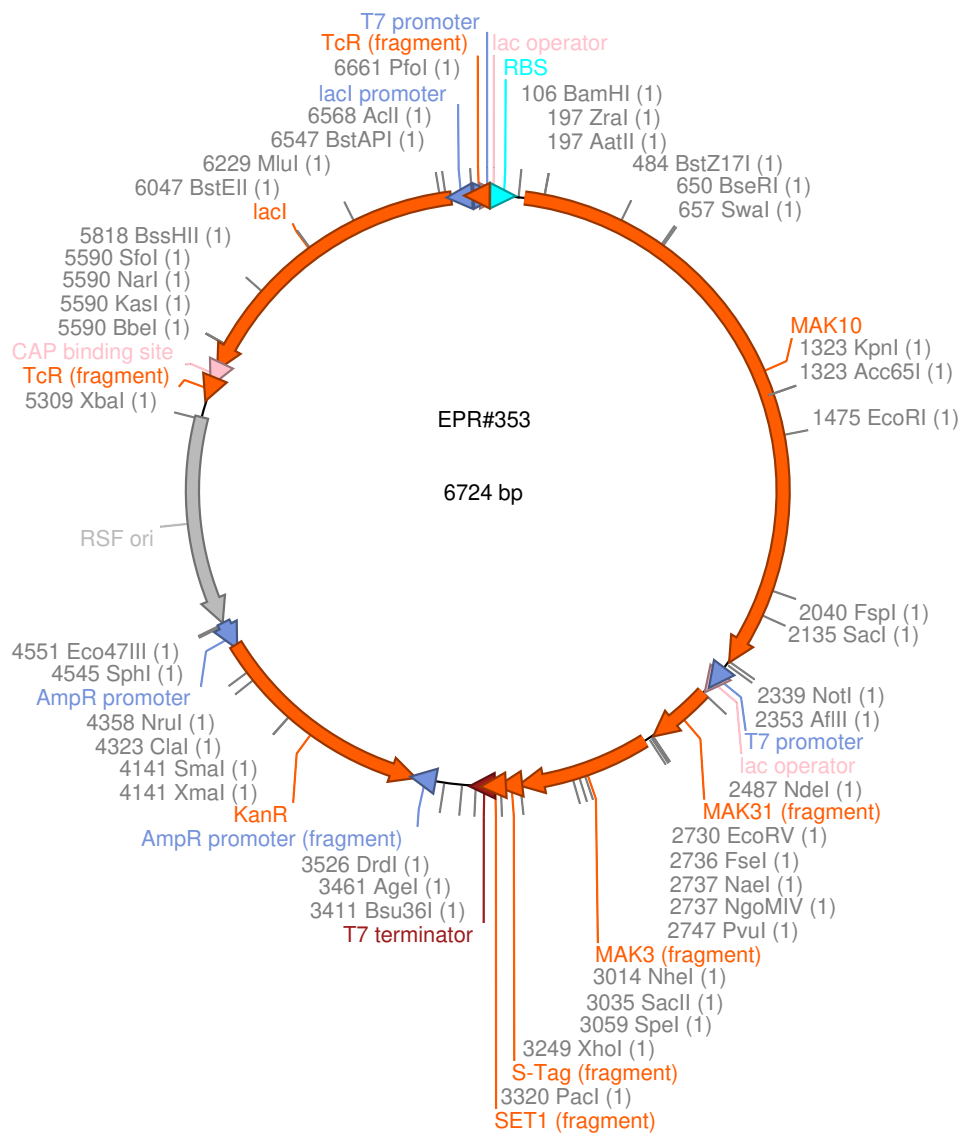 T7 promoter
TcR (fragment)
lac operator
6661 PfoI (1)
RBS
lacI promoter
106 BamHI (1)
6568 AclI (1)
197 ZraI (1)
6547 BstAPI (1)
197 AatII (1)
6229 MluI (1)
484 BstZ17I (1)
6047 BstEII (1)
650 BseRI (1)
lacI
657 SwaI (1)
5818 BssHII (1)
5590 SfoI (1)
5590 NarI (1)
5590 KasI (1)
5590 BbeI (1)
MAK10
1323 KpnI (1)
CAP binding site
1323 Acc65I (1)
TcR (fragment)
5309 XbaI (1)
1475 EcoRI (1)
EPR#353
6724 bp
RSF ori
2040 FspI (1)
2135 SacI (1)
4551 Eco47III (1)
4545 SphI (1)
AmpR promoter
2339 NotI (1)
4358 NruI (1)
2353 AflII (1)
4323 ClaI (1)
T7 promoter
4141 SmaI (1)
lac operator
4141 XmaI (1)
2487 NdeI (1)
KanR
MAK31 (fragment)
AmpR promoter (fragment)
2730 EcoRV (1)
3526 DrdI (1)
2736 FseI (1)
3461 AgeI (1)
2737 NaeI (1)
3411 Bsu36I (1)
2737 NgoMIV (1)
T7 terminator
2747 PvuI (1)
MAK3 (fragment)
3014 NheI (1)
3035 SacII (1)
3059 SpeI (1)
3249 XhoI (1)
S-Tag (fragment)
3320 PacI (1)
SET1 (fragment)